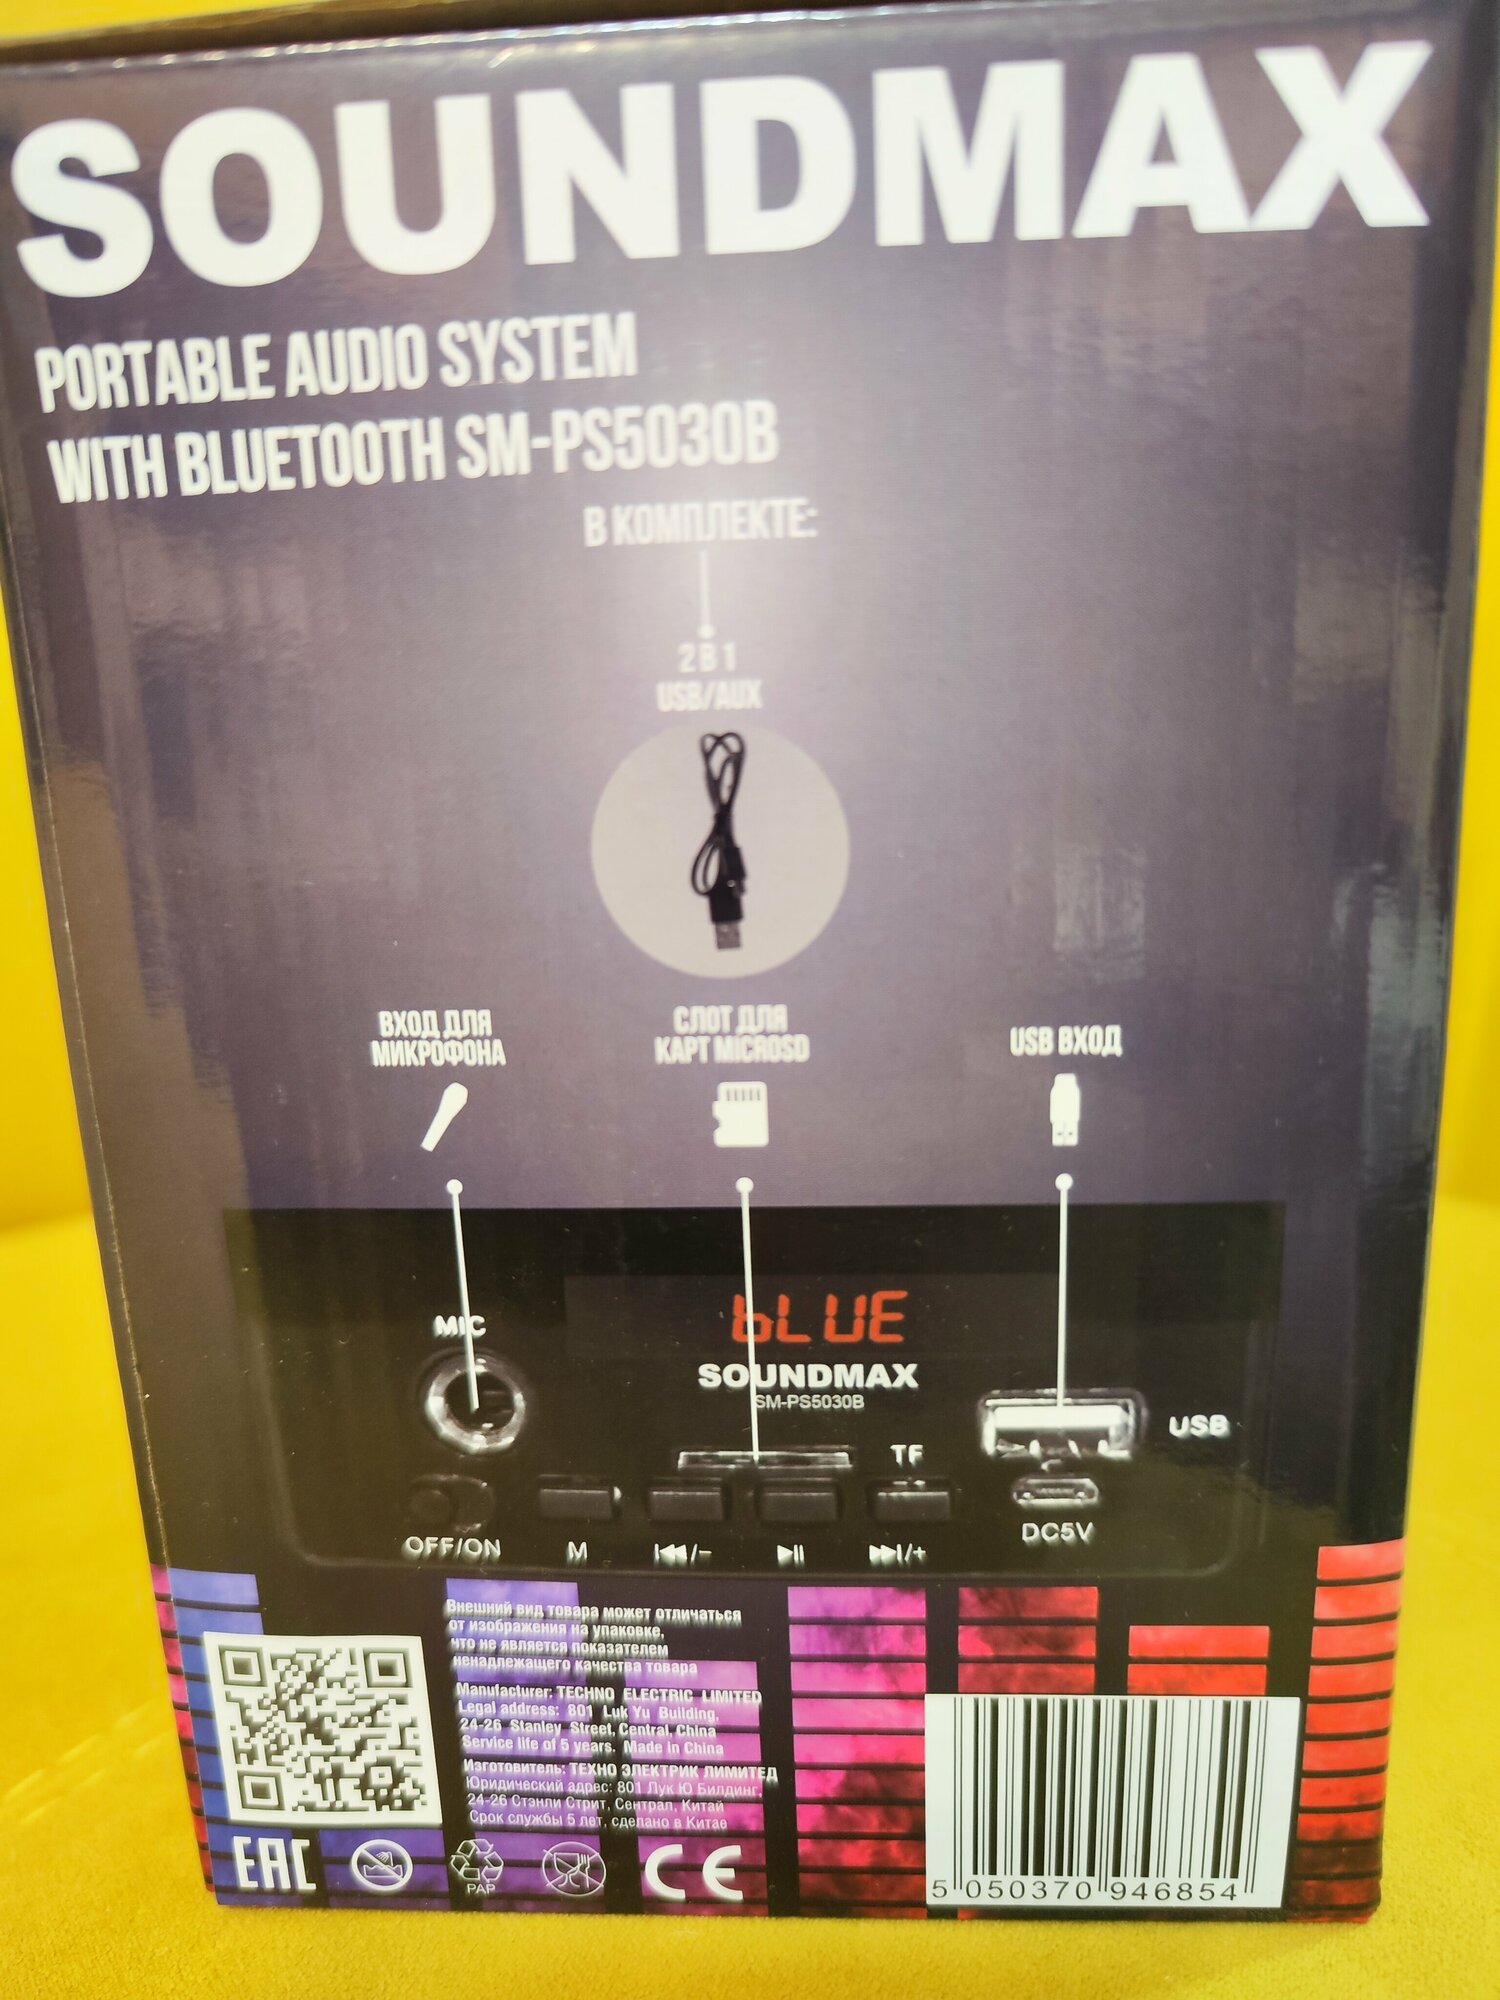 SOUNDMAX
PORTABLE AUDIO SYSTEM
WITH BLUETOOTH SM-PS5030B
В КОМПЛЕКТЕ:
2 В 1
USB/AUX
ВХОД ДЛЯ
МИКРОФОНА
СЛОТ ДЛЯ
КАРТ MICROSD
USB ВХОД
MIC
bLUE
SOUNDMAX
SM-PS5030B
USB
TF
DC5V
OFF/ON
M
/-
/+
Внешний вид товара может отличаться
от изображения на упаковке,
что не является показателем
ненадлежащего качества товара
Manufacturer: TECHNO ELECTRIC LIMITED
Legal address: 801 Luk Yu Building,
24-26 Stanley Street, Central, China
Service life of 5 years. Made in China
Изготовитель: ТЕХНО ЭЛЕКТРИК ЛИМИТЕД
Юридический адрес: 801 Лук Ю Билдинг,
24-26 Стэнли Стрит, Сентрал, Китай
Срок службы 5 лет, сделано в Китае
EAC
PAP
CE
5 050370 946854